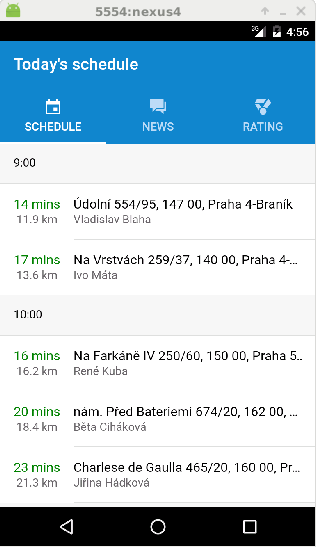 5554:nexus4
3G 4:56
Today's schedule
SCHEDULE NEWS RATING
9:00
14 mins Údolní 554/95, 147 00, Praha 4-Braník
11.9 km Vladislav Blaha
17 mins Na Vrstvách 259/37, 140 00, Praha 4-...
13.6 km Ivo Máta
10:00
16 mins Na Farkáně IV 250/60, 150 00, Praha 5..
16.2 km René Kuba
20 mins nám. Před Bateriemi 674/20, 162 00, ...
18.4 km Běta Ciháková
23 mins Charlese de Gaulla 465/20, 160 00, Pr...
21.3 km Jiřina Hádková